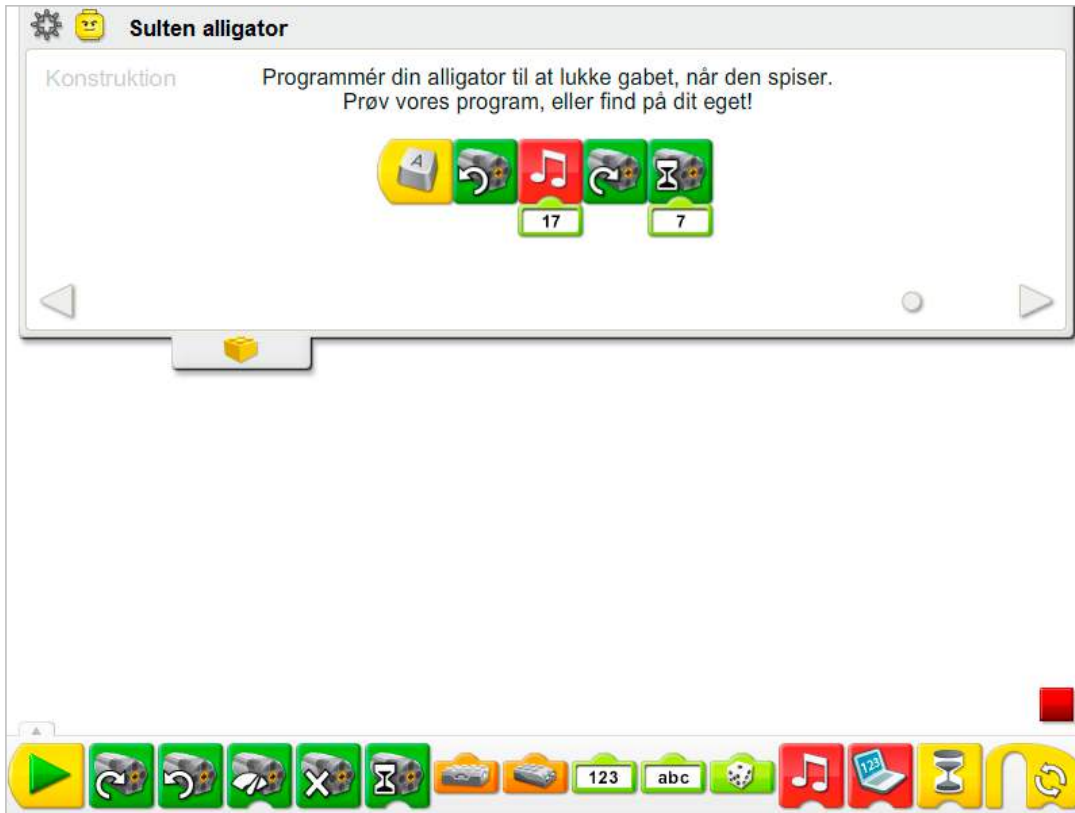 Sulten alligator
Konstruktion
Programmér din alligator til at lukke gabet, når den spiser.
Prøv vores program, eller find på dit eget!
A
17
7
123
abc
123